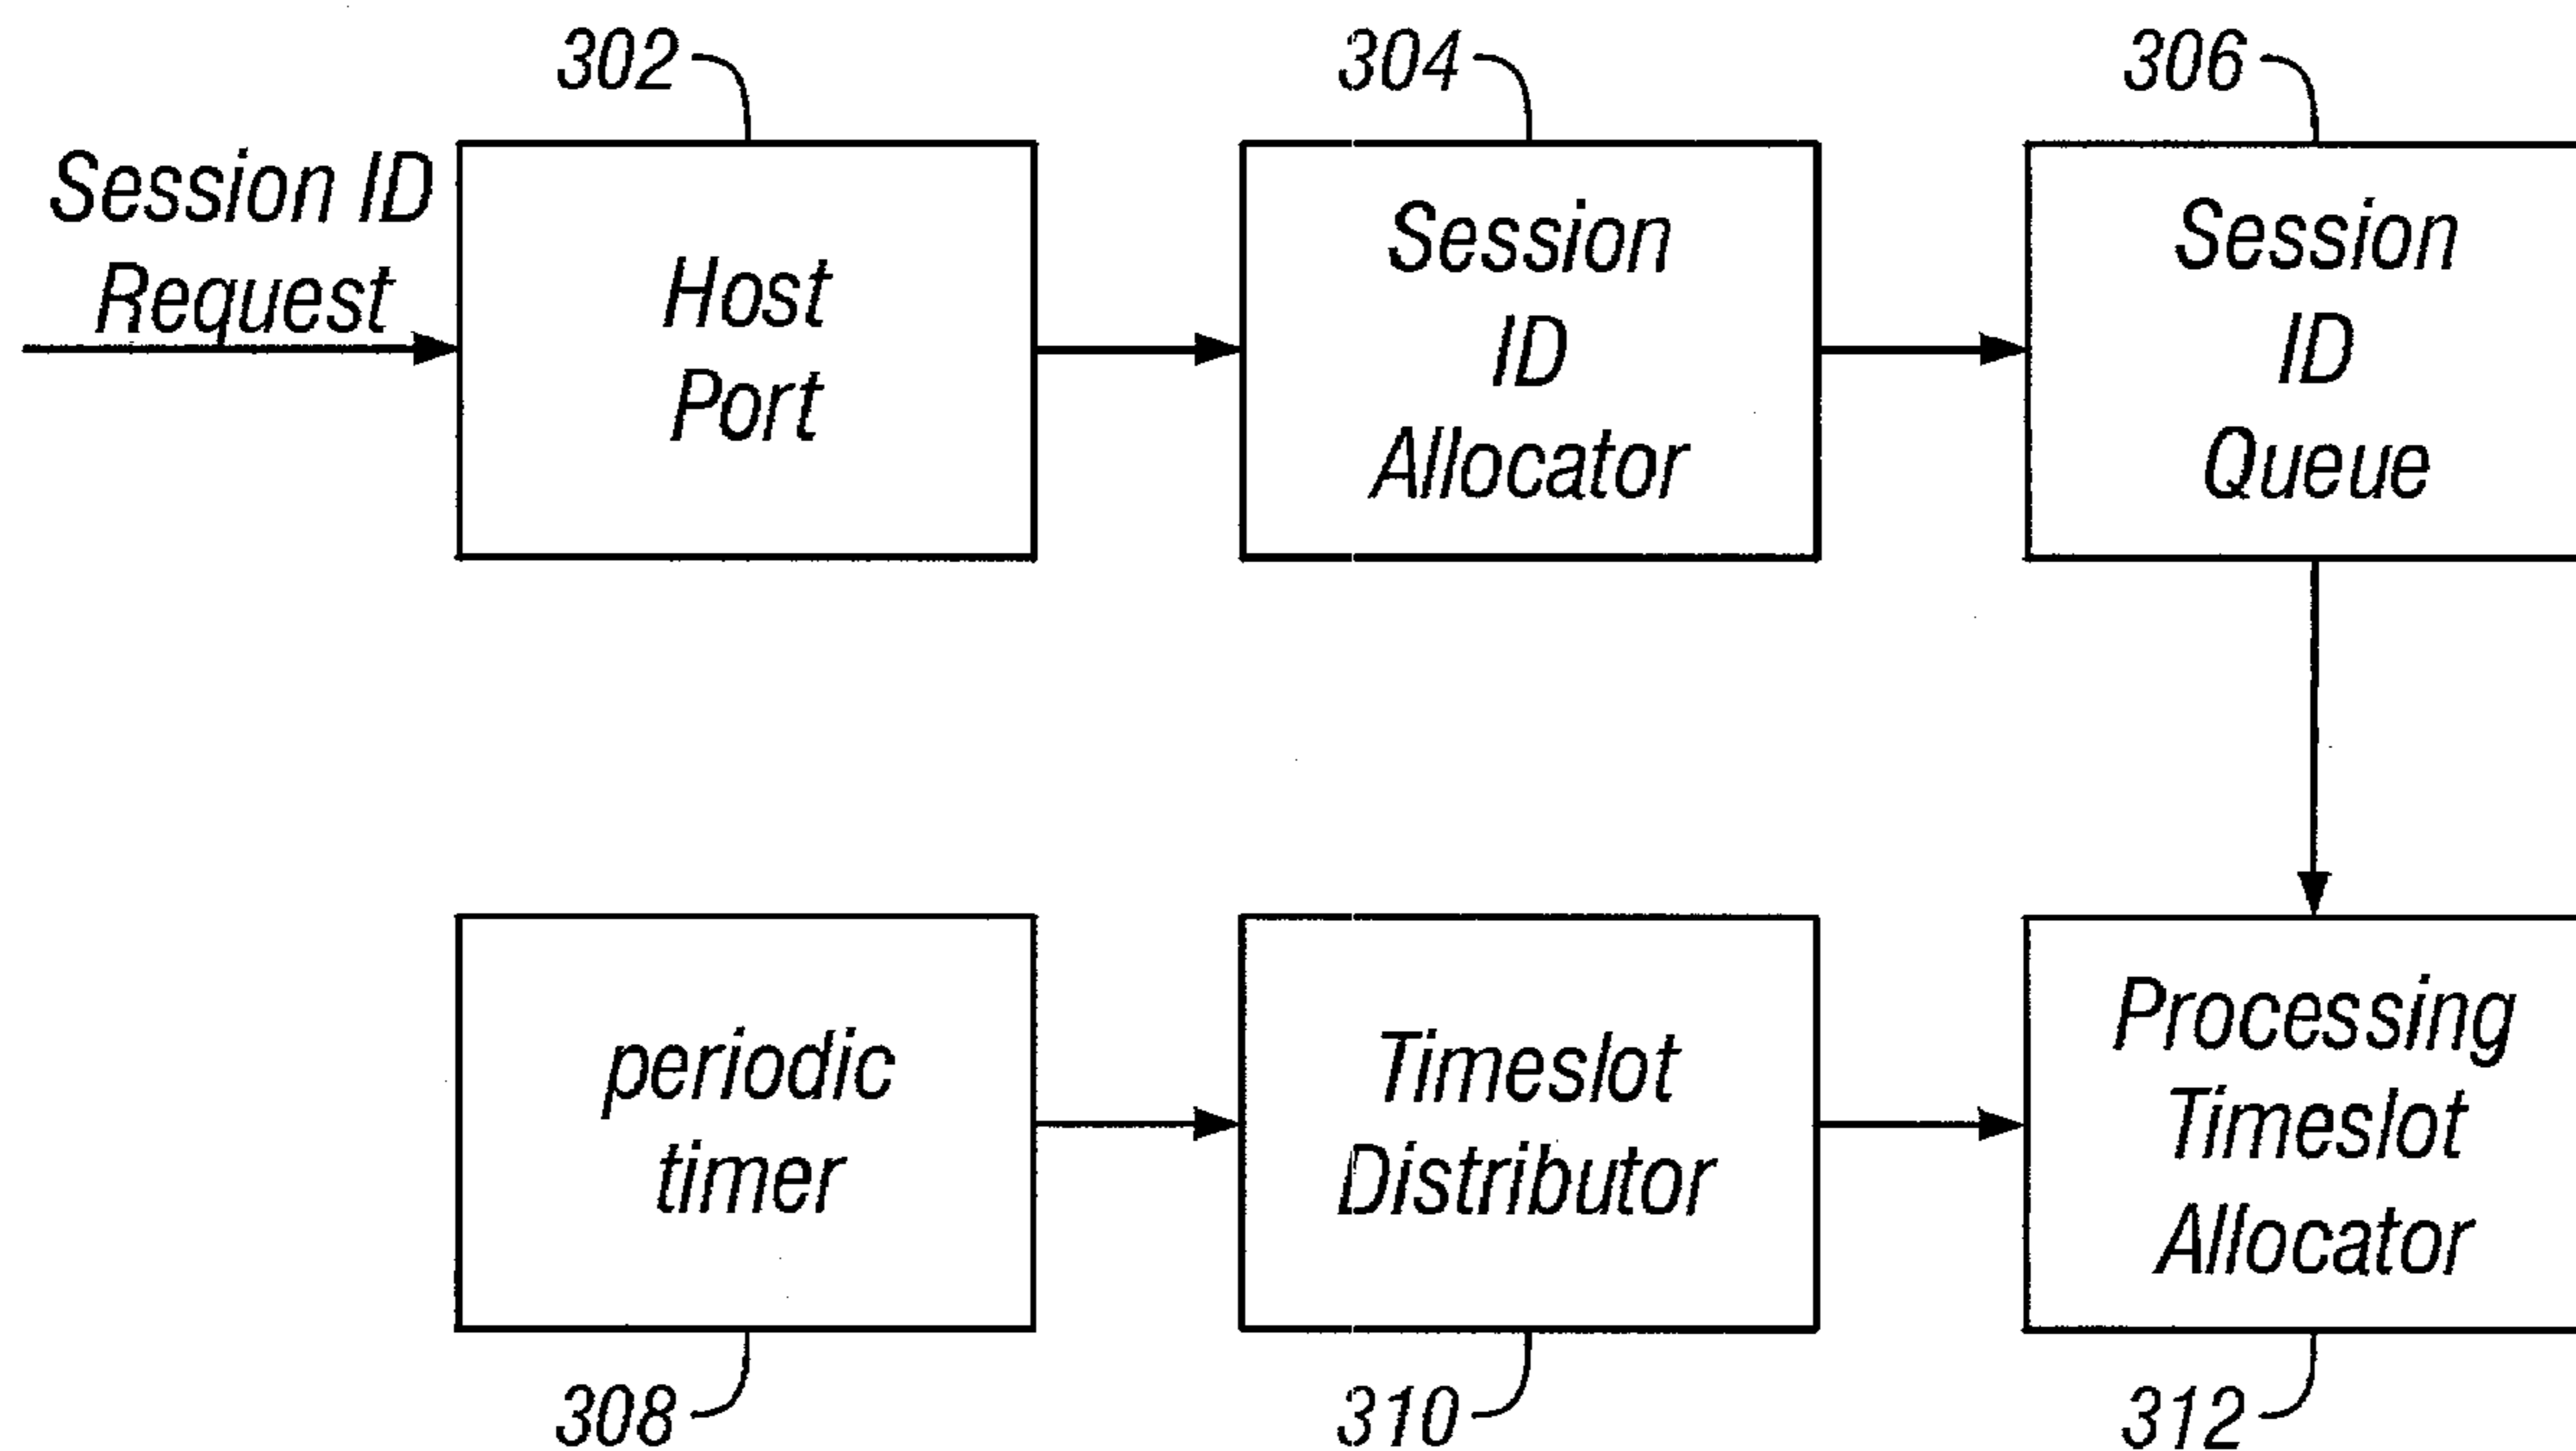 302
304
306
Session ID
Request
Host
Port
Session
ID
Allocator
Session
ID
Queue
periodic
timer
Timeslot
Distributor
Processing
Timeslot
Allocator
308
310
312